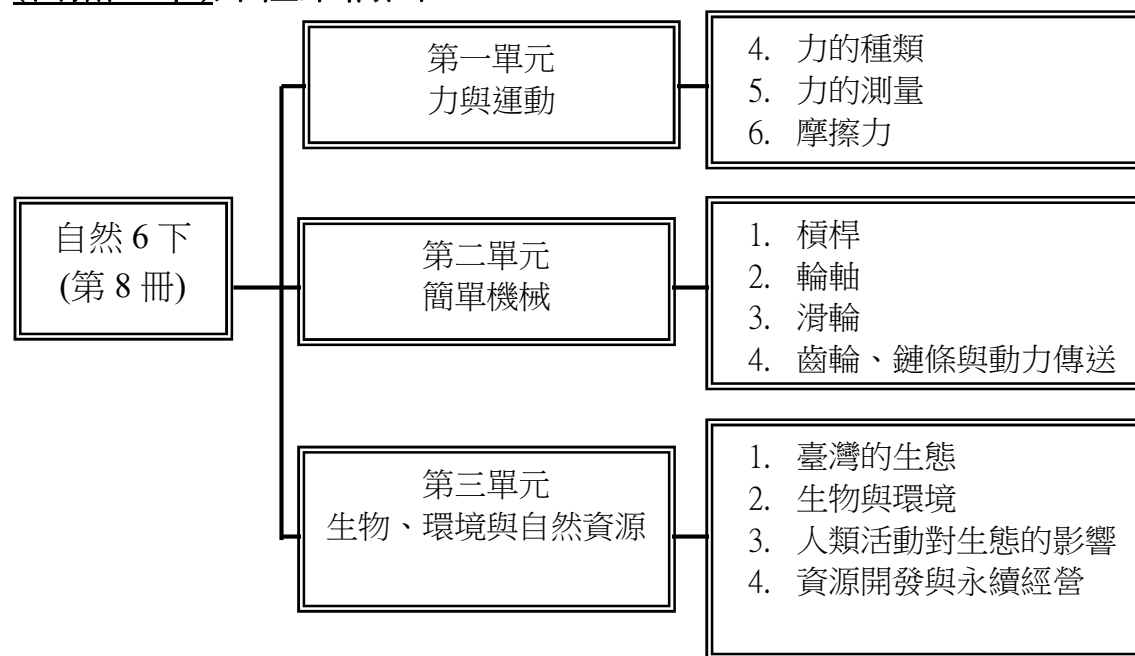 第一單元
力與運動
4. 力的種類
5. 力的測量
6. 摩擦力
自然 6 下
(第 8 冊)
第二單元
簡單機械
1. 槓桿
2. 輪軸
3. 滑輪
4. 齒輪、鏈條與動力傳送
第三單元
生物、環境與自然資源
1. 臺灣的生態
2. 生物與環境
3. 人類活動對生態的影響
4. 資源開發與永續經營